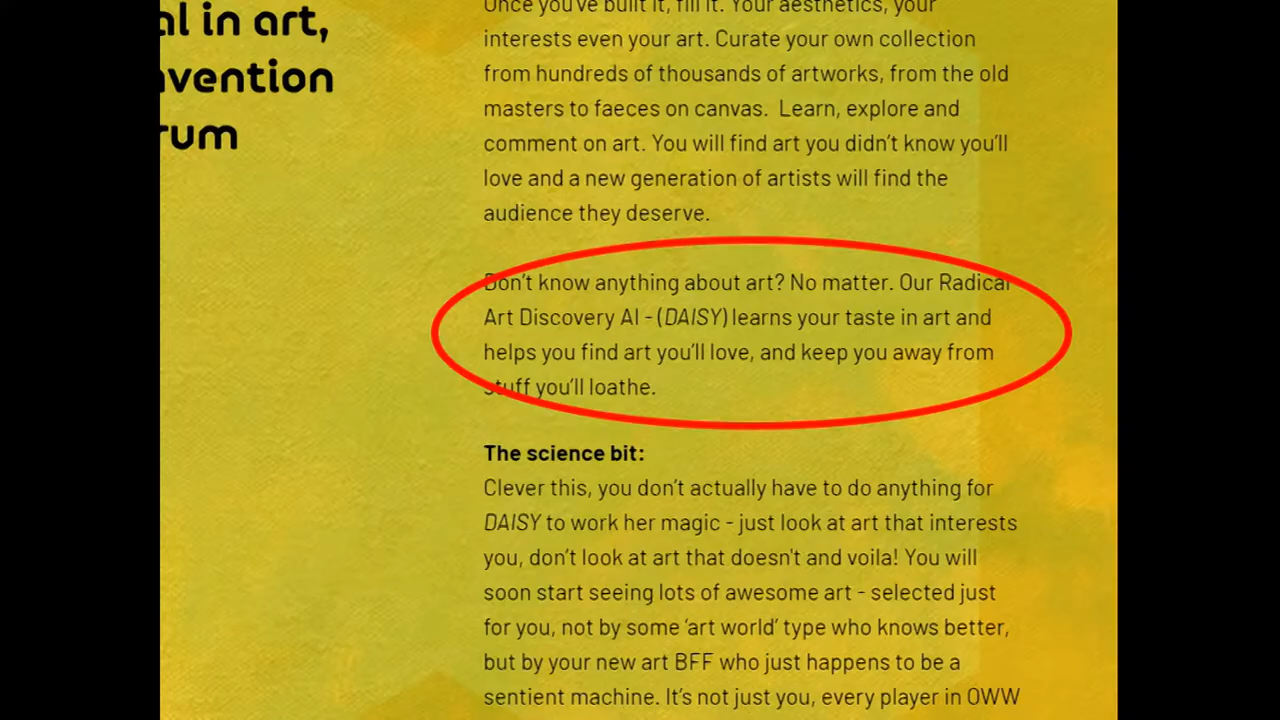 al in art,
nvention
rum
Once you've built it, fill it. Your aesthetics, your
interests even your art. Curate your own collection
from hundreds of thousands of artworks, from the old
masters to faeces on canvas.  Learn, explore and
comment on art. You will find art you didn't know you'll
love and a new generation of artists will find the
audience they deserve.
Don't know anything about art? No matter. Our Radical
Art Discovery AI - (DAISY) learns your taste in art and
helps you find art you'll love, and keep you away from
stuff you'll loathe.
The science bit:
Clever this, you don't actually have to do anything for
DAISY to work her magic - just look at art that interests
you, don't look at art that doesn't and voila! You will
soon start seeing lots of awesome art - selected just
for you, not by some 'art world' type who knows better,
but by your new art BFF who just happens to be a
sentient machine. It's not just you, every player in OWW